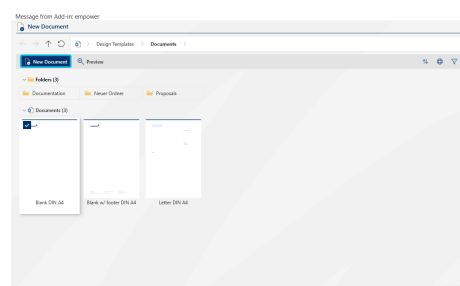 Message from Add-in: empower
New Document
Design Templates > Documents >
New Document Preview
Folders (3)
Documentation Neuer Ordner Proposals
Documents (3)
Blank DIN A4 Blank w/ footer DIN A4 Letter DIN A4